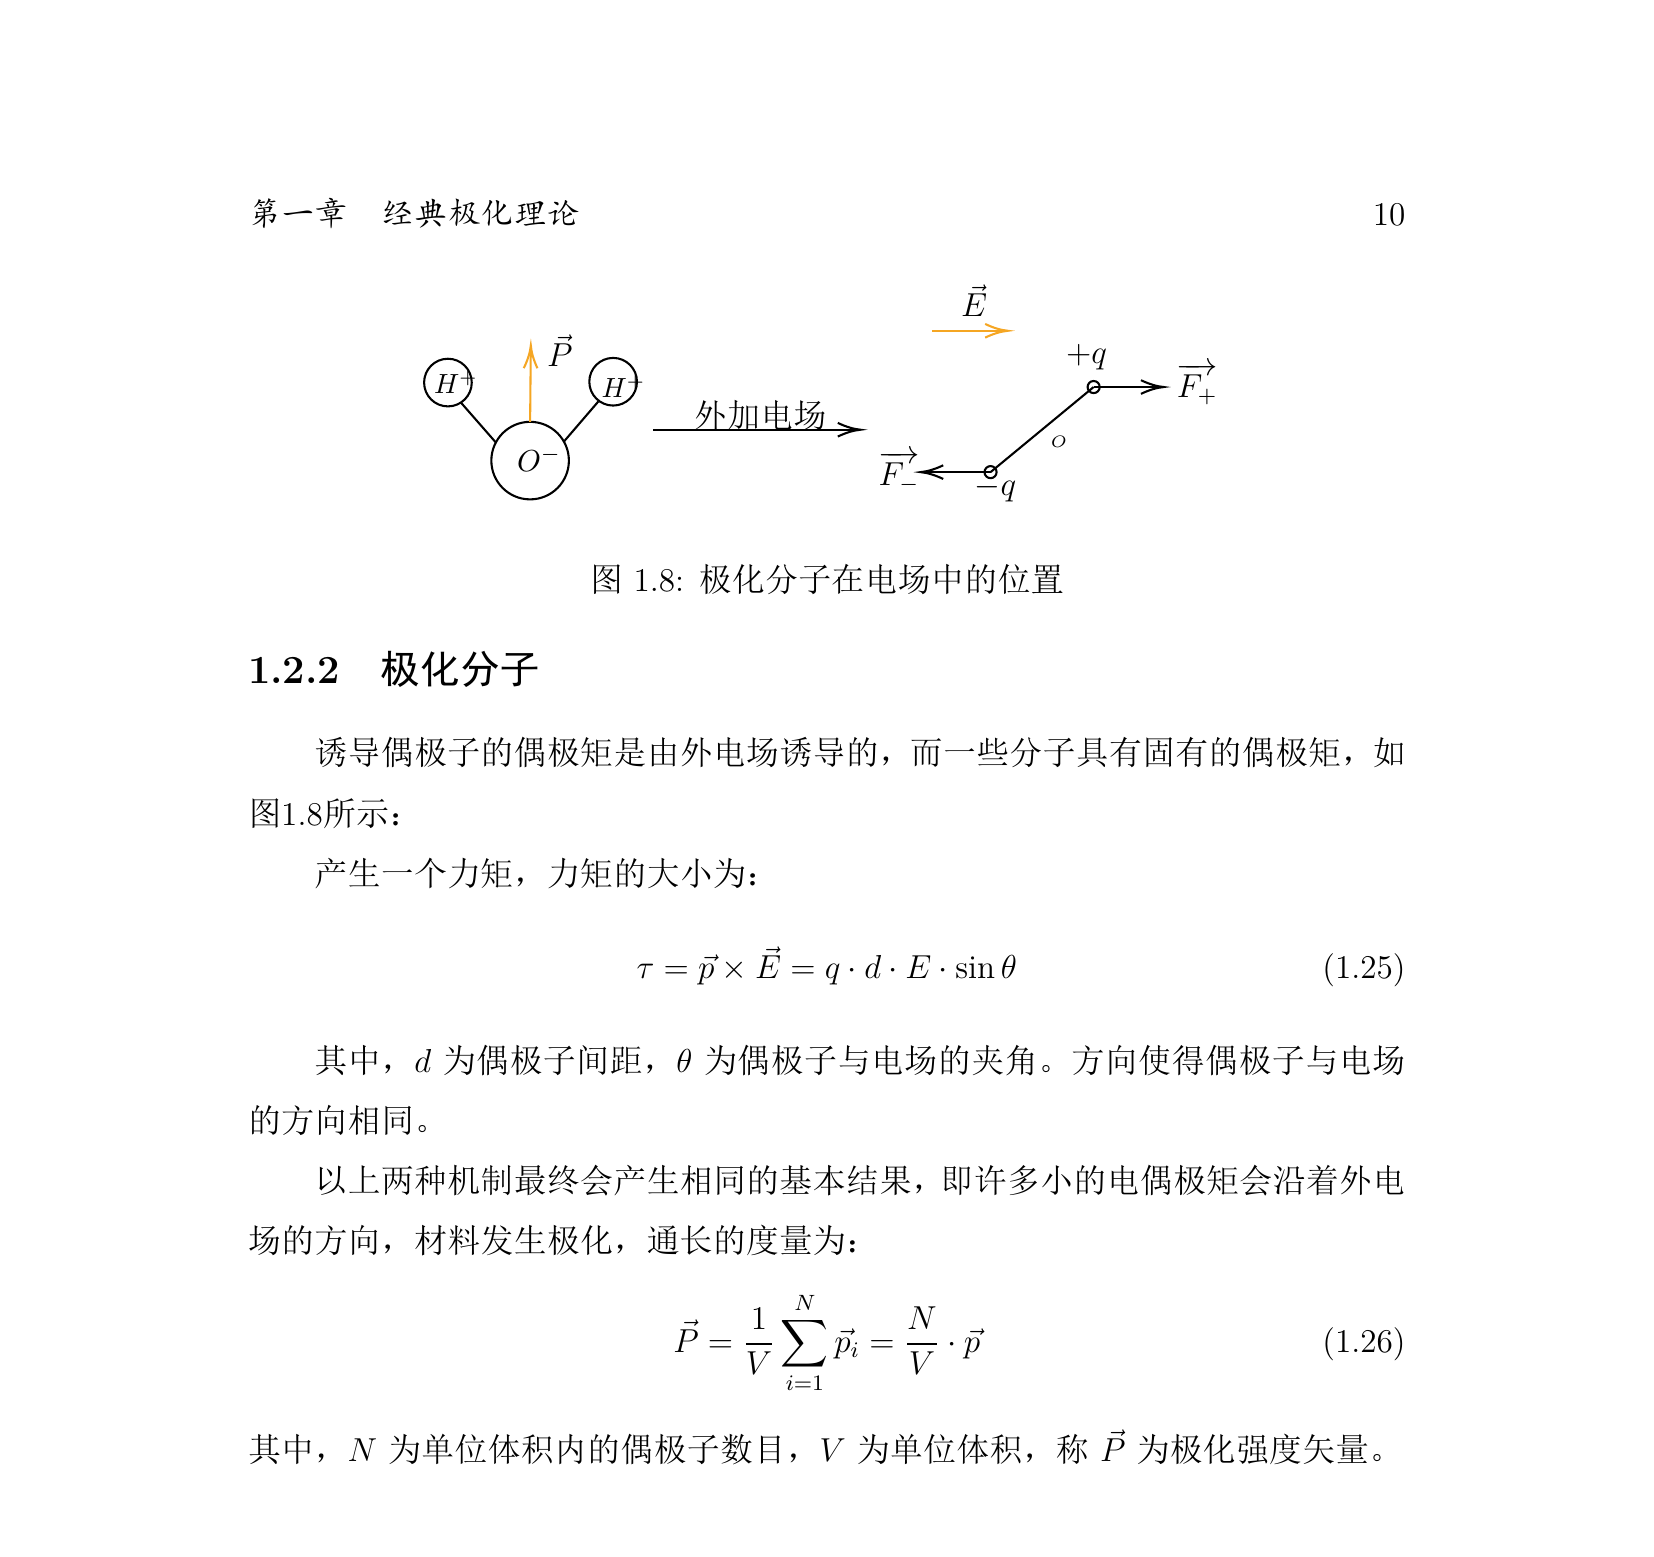 第一章 经典极化理论 10
$\vec{E}$
$\vec{P}$
$+q$
$H^+$ $H^+$ $\overrightarrow{F_+}$
外加电场
$o$
$O^-$ $\overrightarrow{F_-}$
$-q$
图 1.8: 极化分子在电场中的位置
1.2.2 极化分子
诱导偶极子的偶极矩是由外电场诱导的，而一些分子具有固有的偶极矩，如
图1.8所示：
产生一个力矩，力矩的大小为：
$\tau = \vec{p} \times \vec{E} = q \cdot d \cdot E \cdot \sin\theta$ (1.25)
其中，$d$ 为偶极子间距，$\theta$ 为偶极子与电场的夹角。方向使得偶极子与电场
的方向相同。
以上两种机制最终会产生相同的基本结果，即许多小的电偶极矩会沿着外电
场的方向，材料发生极化，通长的度量为：
$\vec{P} = \frac{1}{V} \sum_{i=1}^{N} \vec{p}_i = \frac{N}{V} \cdot \vec{p}$ (1.26)
其中，$N$ 为单位体积内的偶极子数目，$V$ 为单位体积，称 $\vec{P}$ 为极化强度矢量。